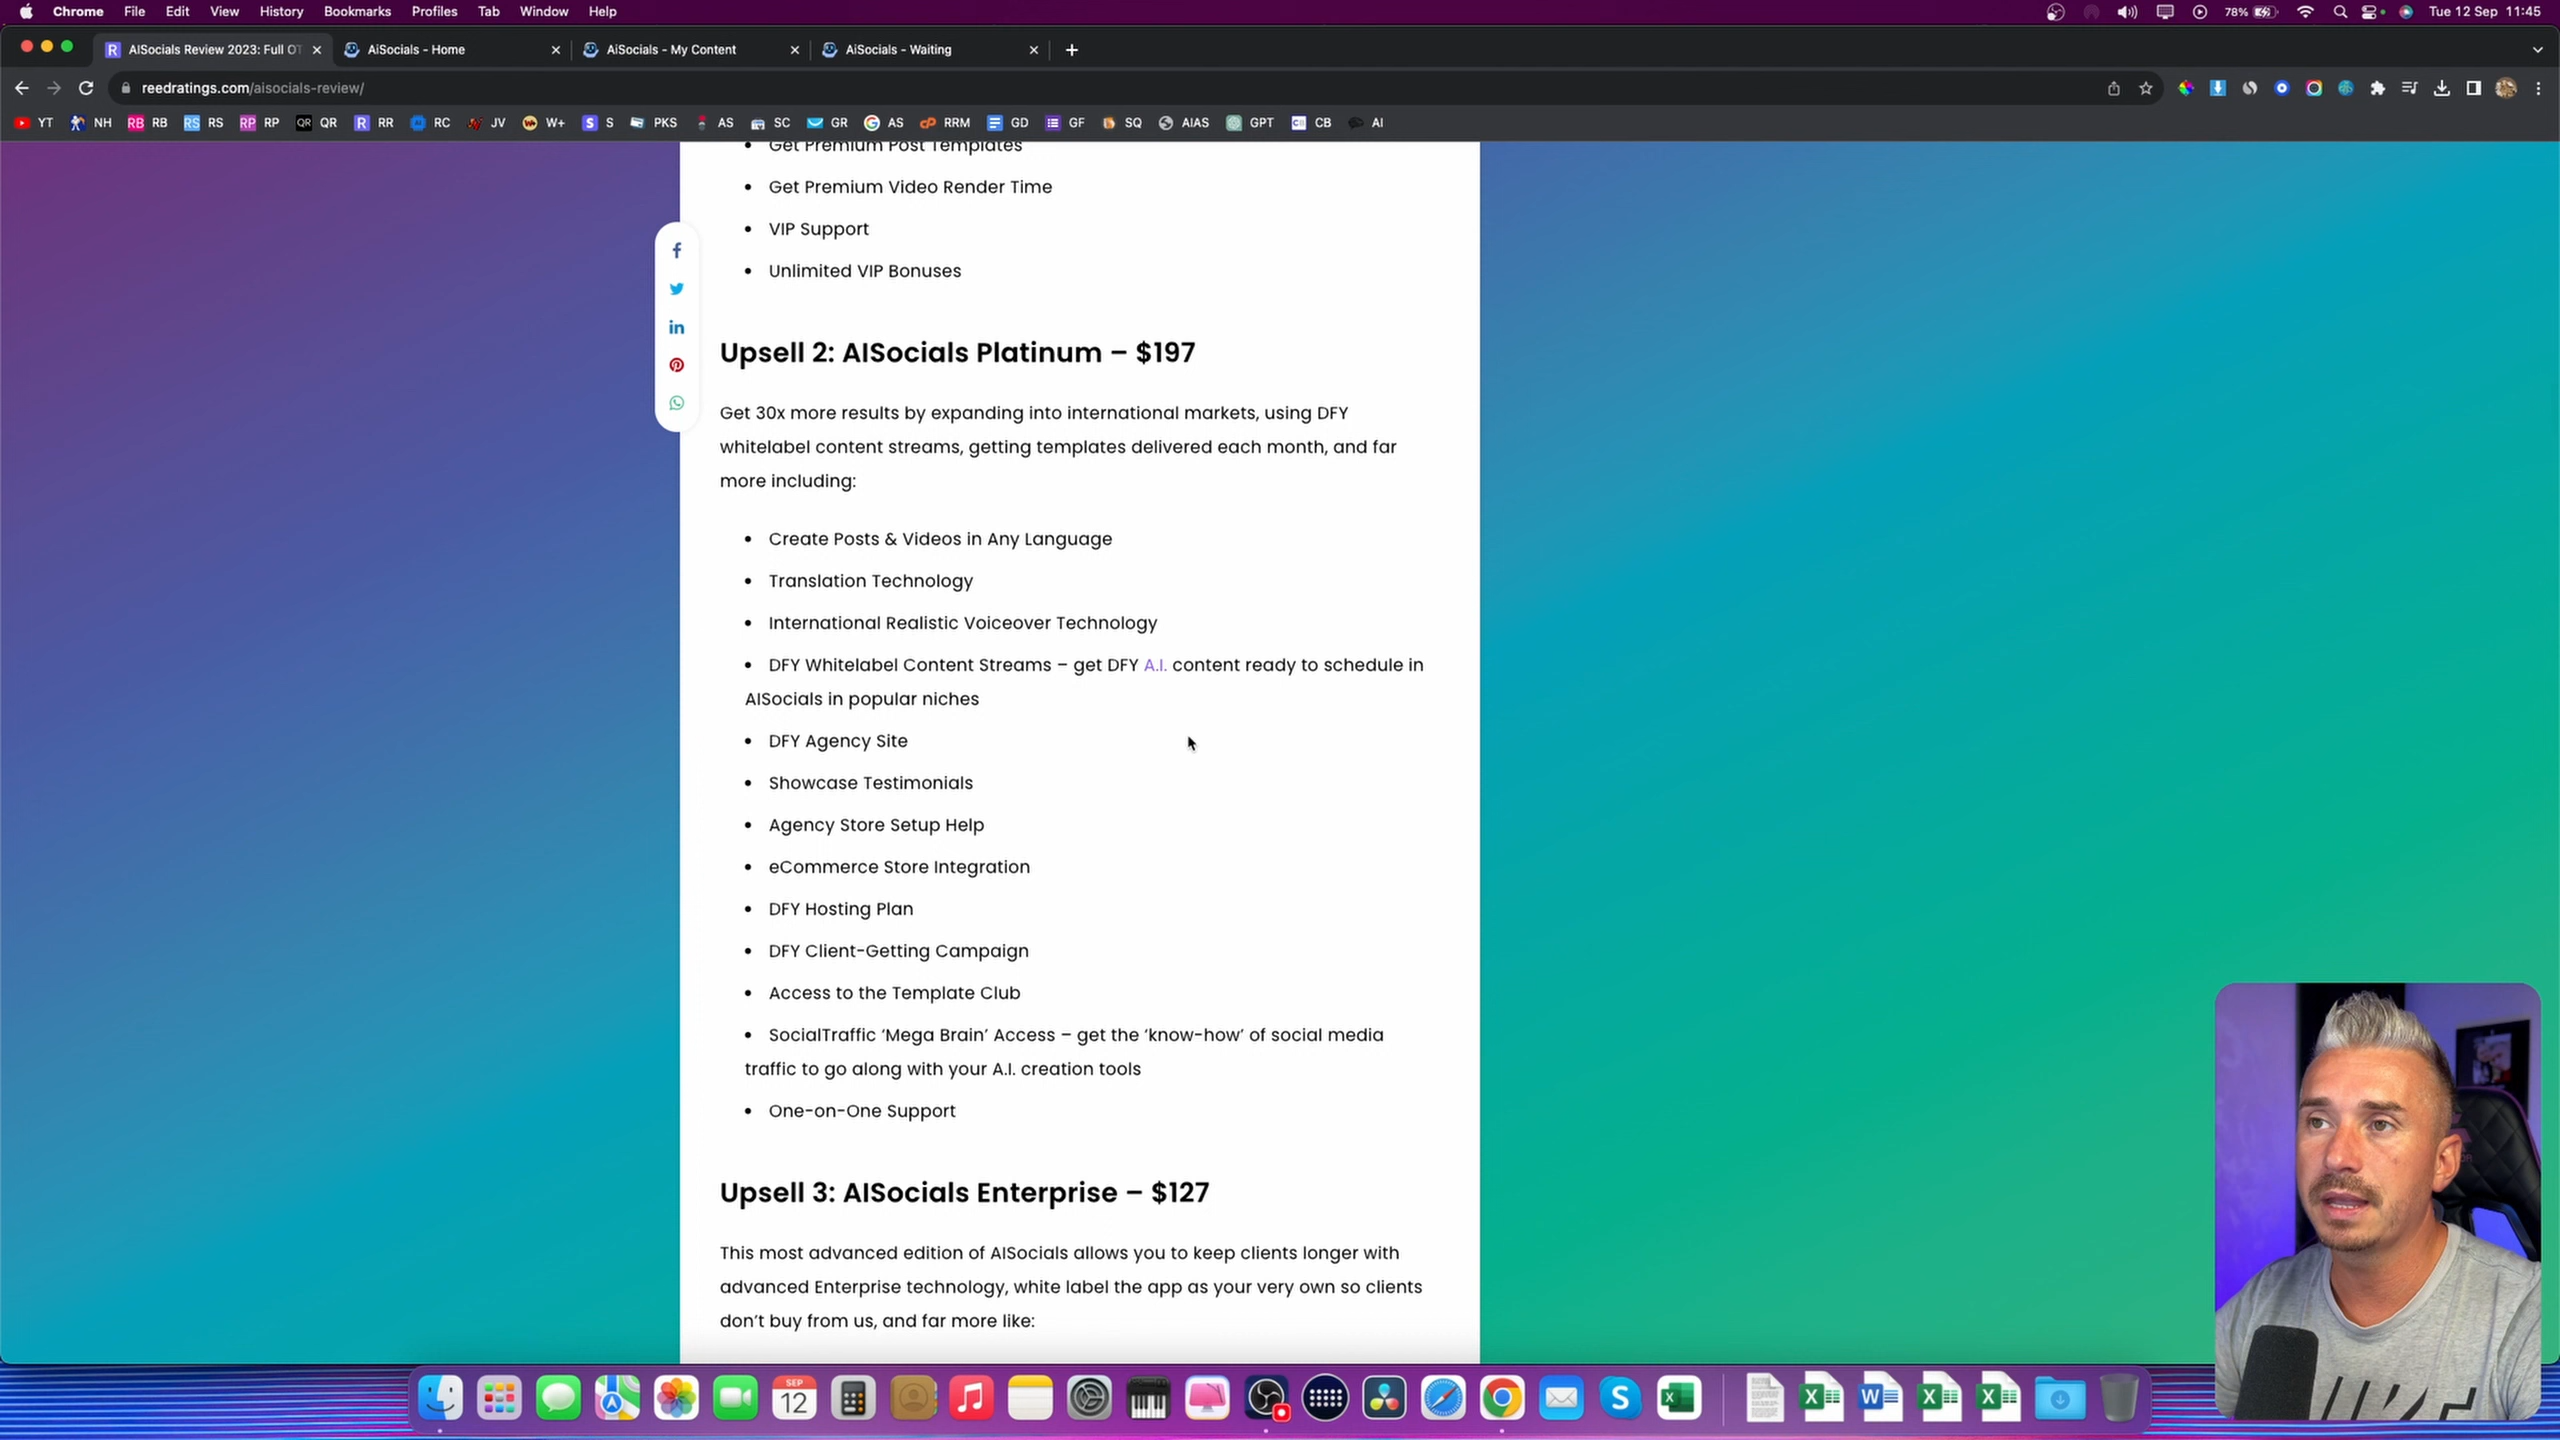 Chrome File Edit View History Bookmarks Profiles Tab Window Help
78% Tue 12 Sep 11:45
AISocials Review 2023: Full OT
AiSocials - Home
AiSocials - My Content
AiSocials - Waiting
reedratings.com/aisocials-review/
YT NH RB RB RS RS RP RP QR QR R RR RC JV W+ S S PKS AS SC GR AS RRM GD GF SQ AIAS GPT CB AI
Get Premium Post Templates
Get Premium Video Render Time
VIP Support
Unlimited VIP Bonuses
Upsell 2: AISocials Platinum – $197
Get 30x more results by expanding into international markets, using DFY
whitelabel content streams, getting templates delivered each month, and far
more including:
Create Posts & Videos in Any Language
Translation Technology
International Realistic Voiceover Technology
DFY Whitelabel Content Streams – get DFY A.I. content ready to schedule in
AISocials in popular niches
DFY Agency Site
Showcase Testimonials
Agency Store Setup Help
eCommerce Store Integration
DFY Hosting Plan
DFY Client-Getting Campaign
Access to the Template Club
SocialTraffic ‘Mega Brain’ Access – get the ‘know-how’ of social media
traffic to go along with your A.I. creation tools
One-on-One Support
Upsell 3: AISocials Enterprise – $127
This most advanced edition of AISocials allows you to keep clients longer with
advanced Enterprise technology, white label the app as your very own so clients
don’t buy from us, and far more like:
SEP
12